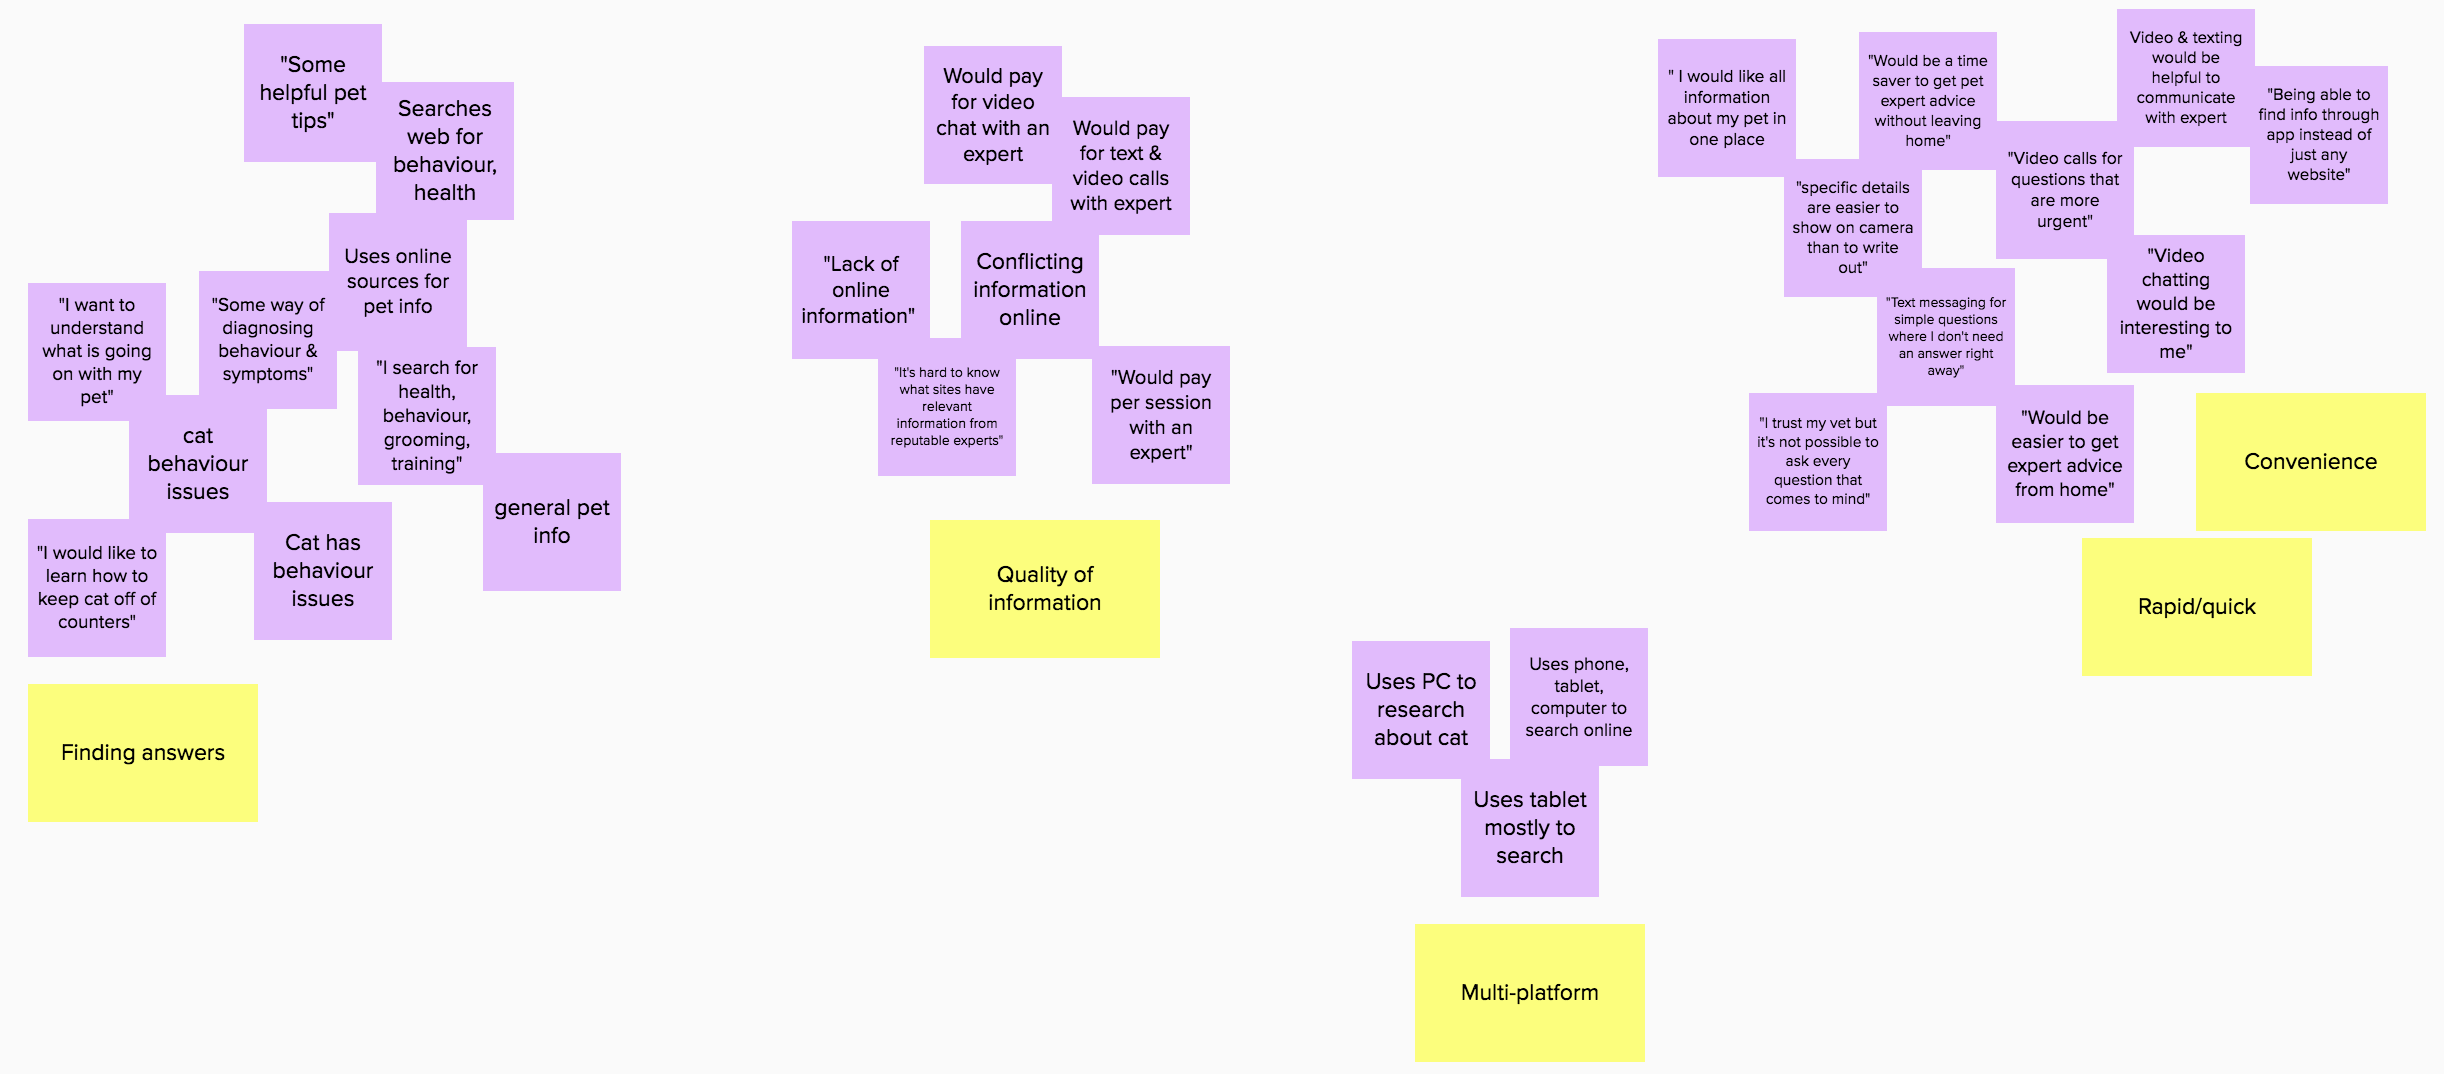 "Some
helpful pet
tips"
Searches
web for
behaviour,
health
Uses online
sources for
pet info
"I want to
understand
what is going
on with my
pet"
"Some way of
diagnosing
behaviour &
symptoms"
"I search for
health,
behaviour,
grooming,
training"
cat
behaviour
issues
general pet
info
"I would like to
learn how to
keep cat off of
counters"
Cat has
behaviour
issues
Finding answers
Would pay
for video
chat with an
expert
Would pay
for text &
video calls
with expert
"Lack of
online
information"
Conflicting
information
online
"It's hard to know
what sites have
relevant
information from
reputable experts"
"Would pay
per session
with an
expert"
Quality of
information
Uses PC to
research
about cat
Uses phone,
tablet,
computer to
search online
Uses tablet
mostly to
search
Multi-platform
" I would like all
information
about my pet in
one place
"Would be a time
saver to get pet
expert advice
without leaving
home"
Video & texting
would be
helpful to
communicate
with expert
"Being able to
find info through
app instead of
just any
website"
"specific details
are easier to
show on camera
than to write
out"
"Video calls for
questions that
are more
urgent"
"Video
chatting
would be
interesting to
me"
"Text messaging for
simple questions
where I don't need
an answer right
away"
"I trust my vet but
it's not possible to
ask every
question that
comes to mind"
"Would be
easier to get
expert advice
from home"
Convenience
Rapid/quick